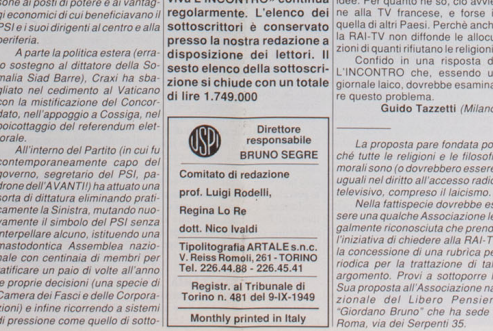 sone ai posti di potere e ai vantag-
gi economici di cui beneficiavano il
PSI e i suoi dirigenti al centro e alla
periferia.
A parte la politica estera (erra-
o sostegno al dittatore della So-
malia Siad Barre), Craxi ha sba-
gliato nel cedimento al Vaticano
con la mistificazione del Concor-
dato, nell'appoggio a Cossiga, nel
boicottaggio del referendum elet-
orale.
All'interno del Partito (in cui fu
contemporaneamente capo del
governo, segretario del PSI, pa-
drone dell'AVANTI!) ha attuato una
sorta di dittatura eliminando prati-
camente la Sinistra, mutando nuo-
vamente il simbolo del PSI senza
interpellare alcuno, istituendo una
mastodontica Assemblea nazio-
nale con centinaia di membri per
ratificare un paio di volte all'anno
e proprie decisioni (una specie di
Camera dei Fasci e delle Corpora-
zioni) e infine ricorrendo a sistemi
di pressione come quello di sotto-
viva L'INCONTRO» continua
regolarmente. L'elenco dei
sottoscrittori è conservato
presso la nostra redazione a
disposizione dei lettori. Il
sesto elenco della sottoscri-
zione si chiude con un totale
di lire 1.749.000
USPI
Direttore
responsabile
BRUNO SEGRE
Comitato di redazione
prof. Luigi Rodelli,
Regina Lo Re
dott. Nico Ivaldi
Tipolitografia ARTALE s.n.c.
V. Reiss Romoli, 261 - TORINO
Tel. 226.44.88 - 226.45.41
Registr. al Tribunale di
Torino n. 481 del 9-IX-1949
Monthly printed in Italy
idee. Per quanto ne so, ciò avvie
ne alla TV francese, e forse
quella di altri Paesi. Perché anch
la RAI-TV non diffonde le allocu
zioni di quanti rifiutano le religioni
Confido in una risposta d
L'INCONTRO che, essendo u
giornale laico, dovrebbe esamina
re questo problema.
Guido Tazzetti (Milano
La proposta pare fondata po
ché tutte le religioni e le filosof
morali sono (o dovrebbero essere
uguali nel diritto all'accesso radio
televisivo, compreso il laicismo.
Nella fattispecie dovrebbe es
sere una qualche Associazione le
galmente riconosciuta che prend
l'iniziativa di chiedere alla RAI-T
la concessione di una rubrica pe
riodica per la trattazione di ta
argomento. Provi a sottoporre
Sua proposta all'Associazione na
zionale del Libero Pensier
"Giordano Bruno" che ha sede
Roma, via dei Serpenti 35.